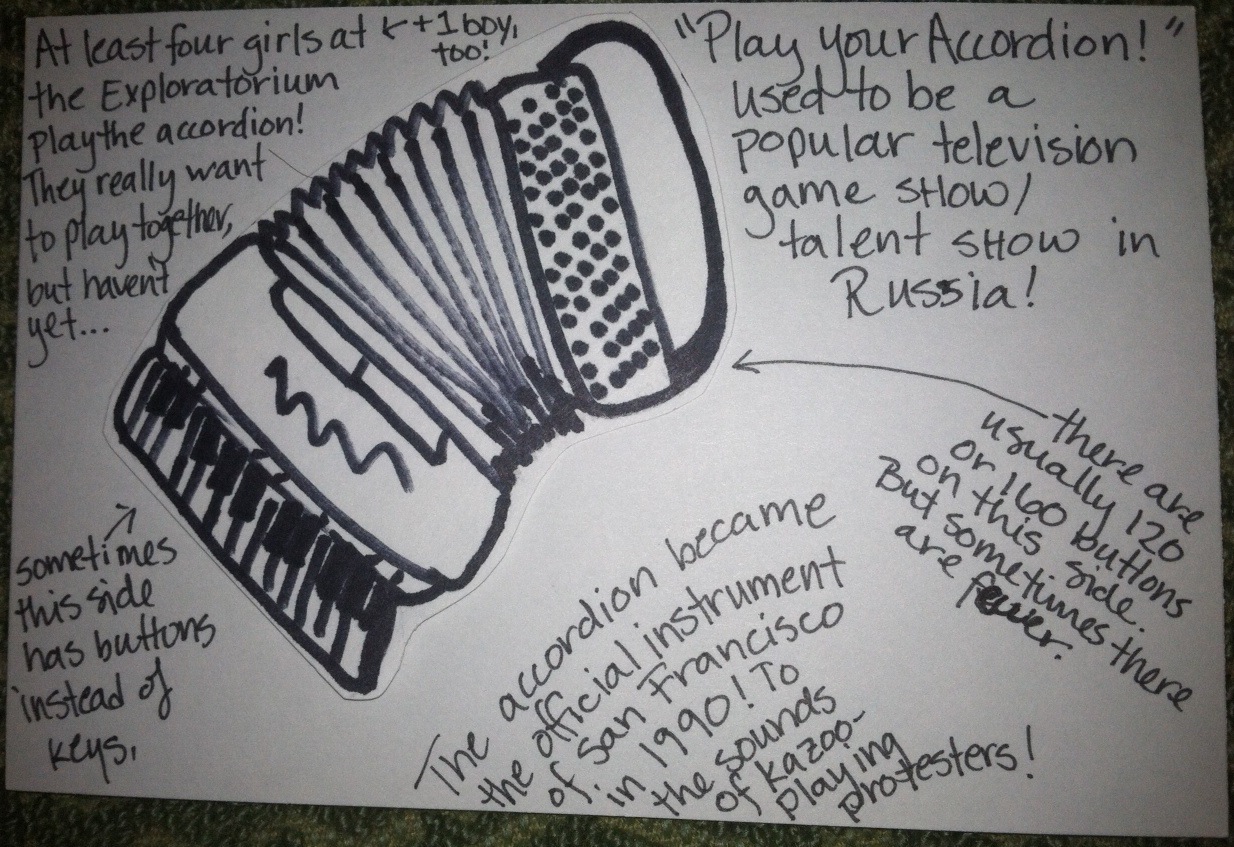 At least four girls at
the Exploratorium
play the accordion!
They really want
to play together,
but haven't
yet...
+1 boy,
too!
"Play your Accordion!"
used to be a
popular television
game SHOW/
talent SHOW in
Russia!
there are
usually 120
or 160 buttons
on this side.
But sometimes there
are fewer.
sometimes
this side
has buttons
instead of
keys.
The accordion became
the official instrument
of San Francisco
in 1990! To
the sounds
of kazoo-
playing
protesters!